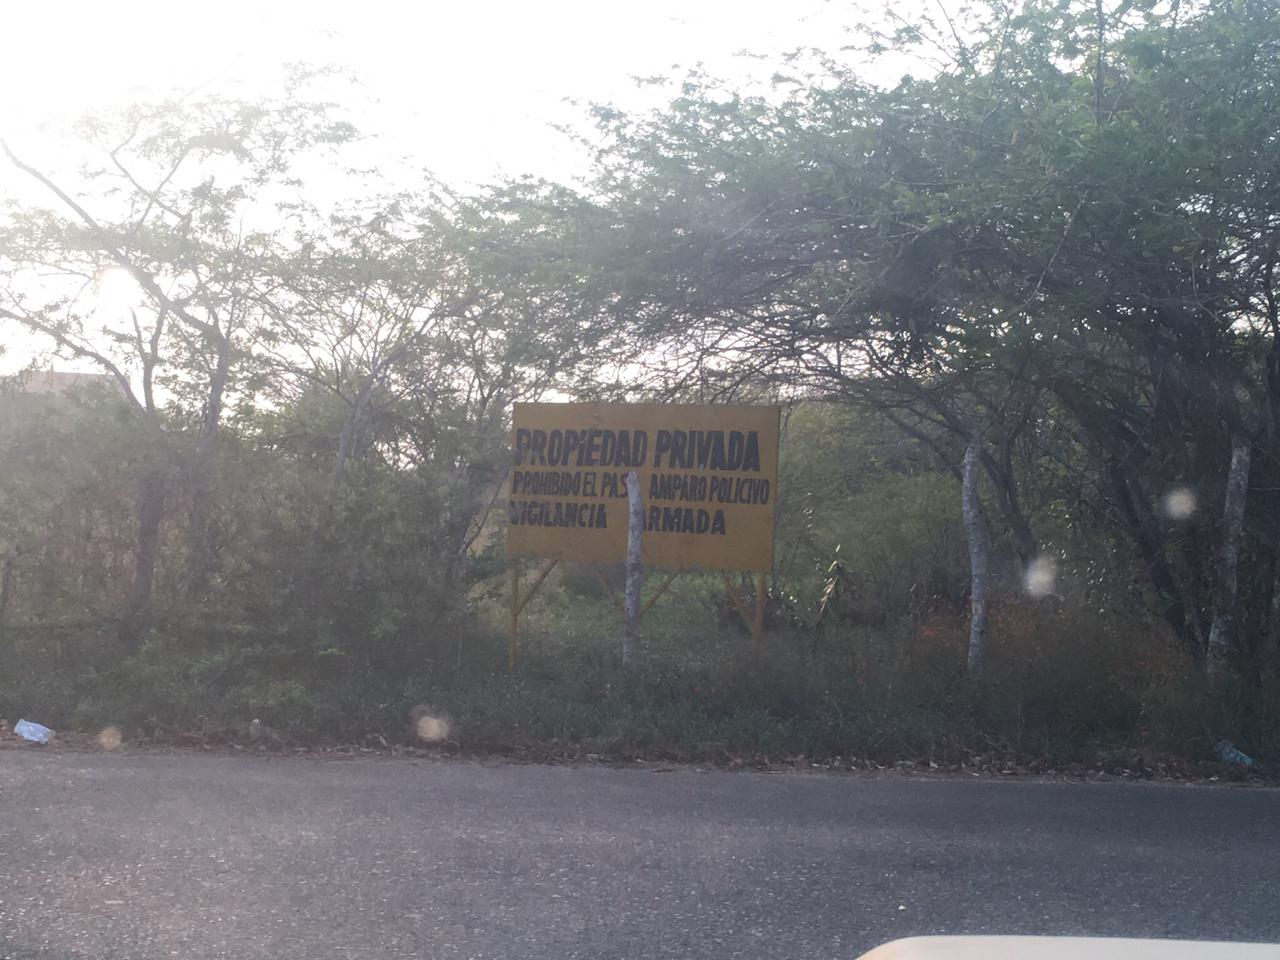 PROPIEDAD PRIVADA
PROHIBIDO EL PASO AMPARO POLICIVO
VIGILANCIA ARMADA